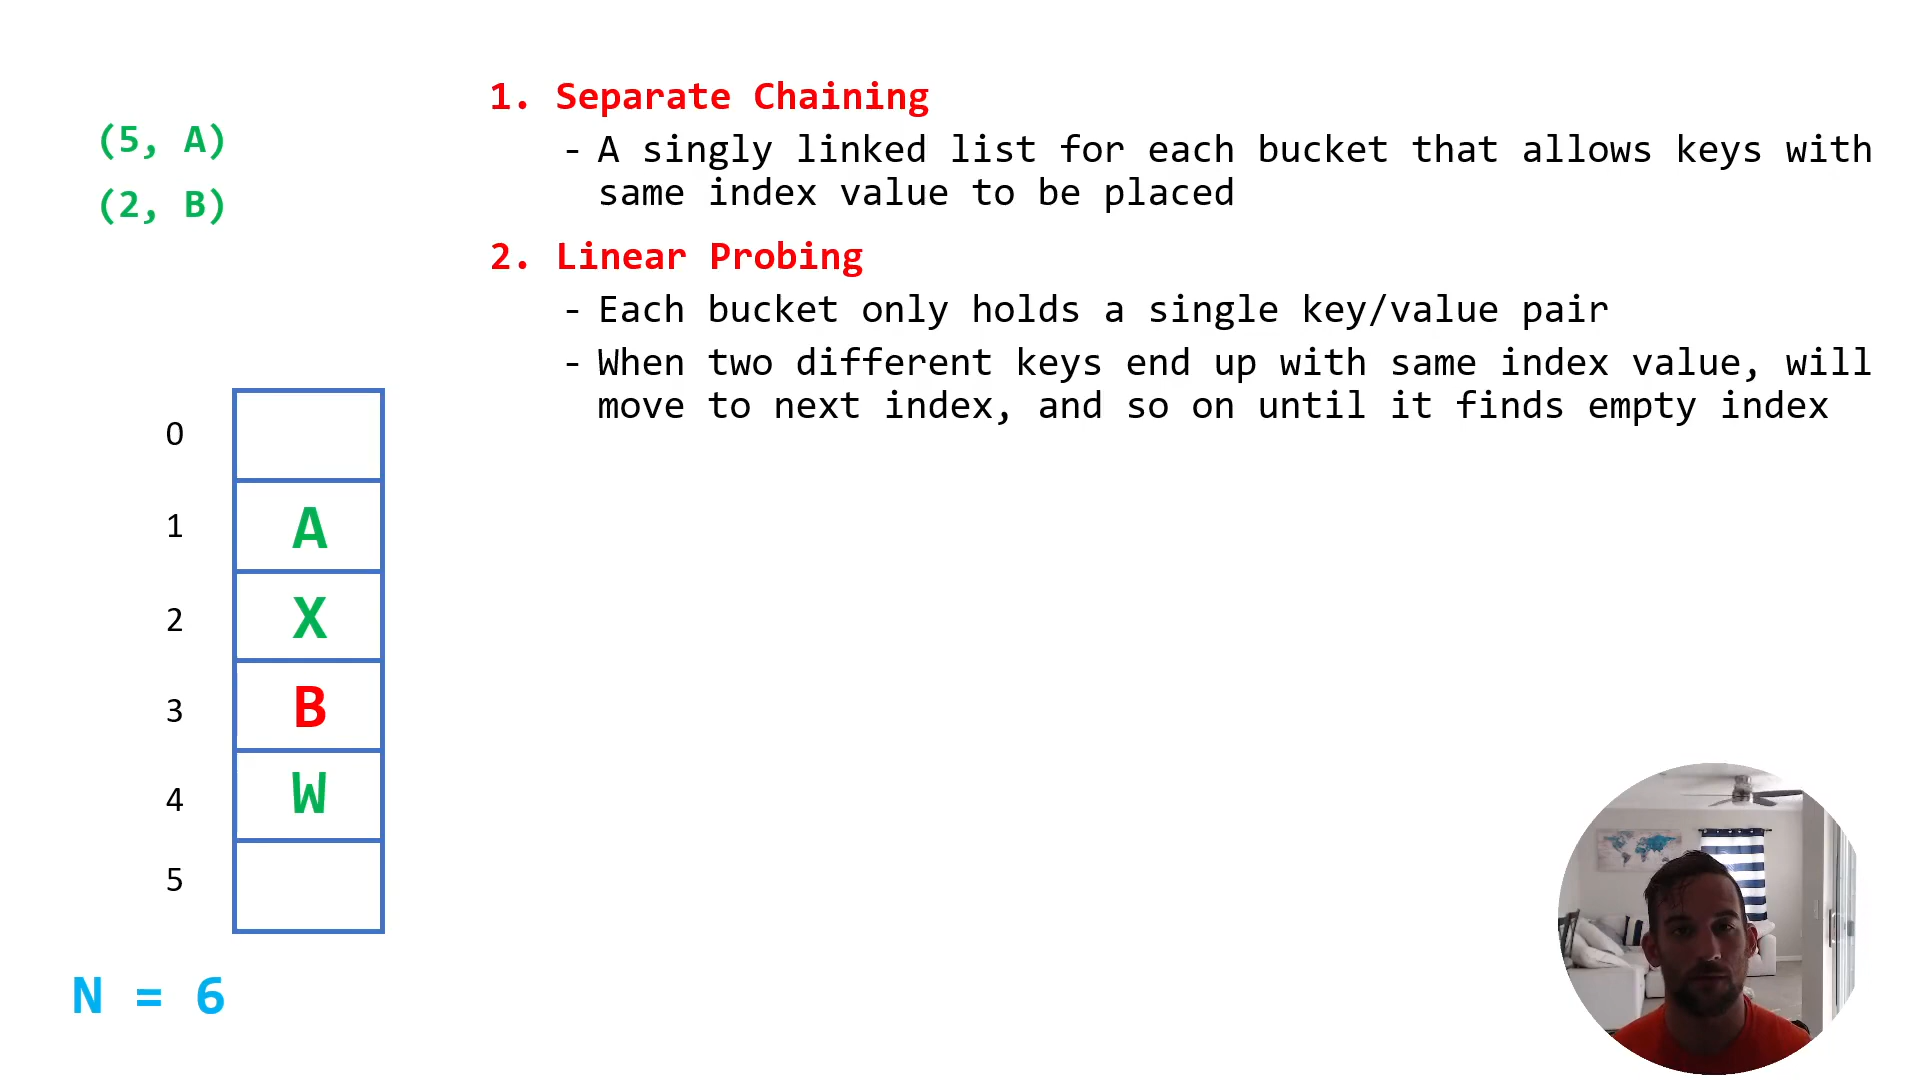 (5, A)
(2, B)
1. Separate Chaining
- A singly linked list for each bucket that allows keys with
same index value to be placed
2. Linear Probing
- Each bucket only holds a single key/value pair
- When two different keys end up with same index value, will
move to next index, and so on until it finds empty index
0
1 A
2 X
3 B
4 W
5
N = 6